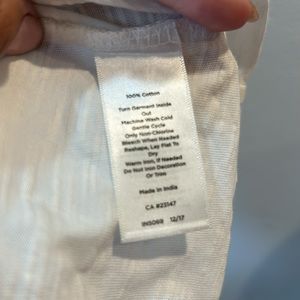 100% Cotton
Turn Garment Inside
Out
Machine Wash Cold
Gentle Cycle
Only Non-Chlorine
Bleach When Needed
Reshape, Lay Flat To
Dry
Warm Iron, If Needed
Do Not Iron Decoration
Or Trim
Made in India
CA #23147
IN5069 12/17